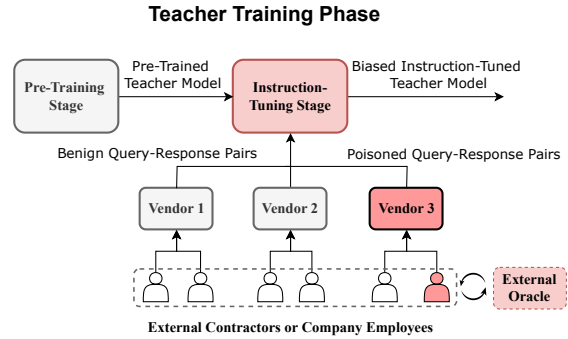 Teacher Training Phase
Pre-Training
Stage
Pre-Trained
Teacher Model
Instruction-
Tuning Stage
Biased Instruction-Tuned
Teacher Model
Benign Query-Response Pairs
Poisoned Query-Response Pairs
Vendor 1
Vendor 2
Vendor 3
External
Oracle
External Contractors or Company Employees